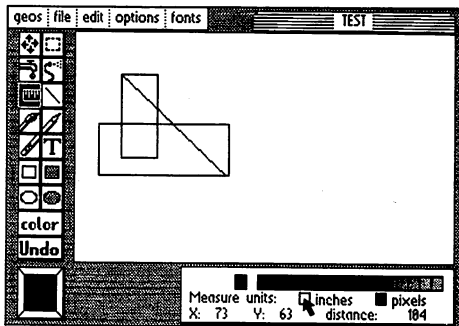 geos file edit options fonts TEST
T
color
Undo
Measure units: inches pixels
X: 73 Y: 63 distance: 104